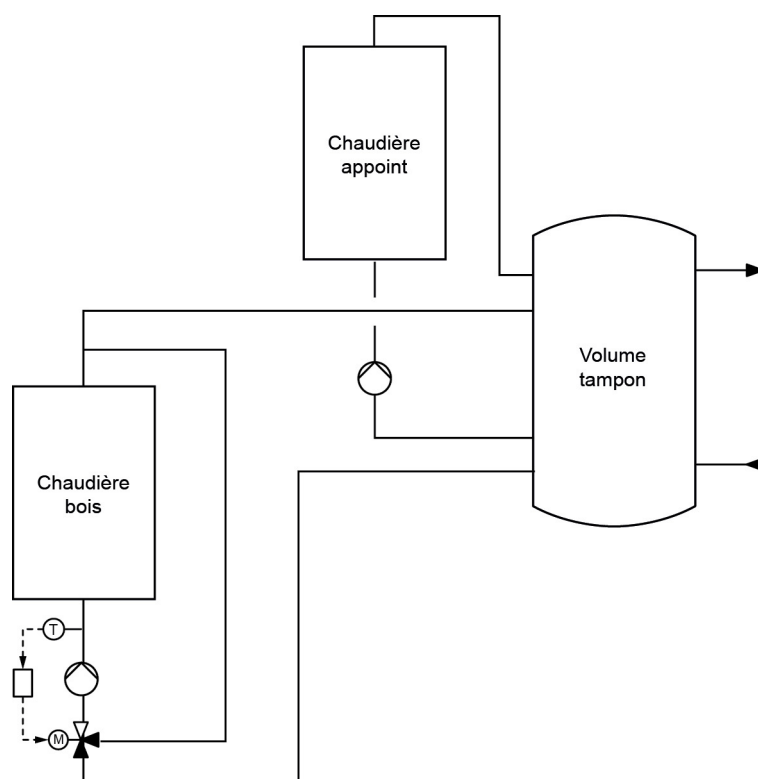 Chaudière
appoint
Volume
tampon
Chaudière
bois
T
M